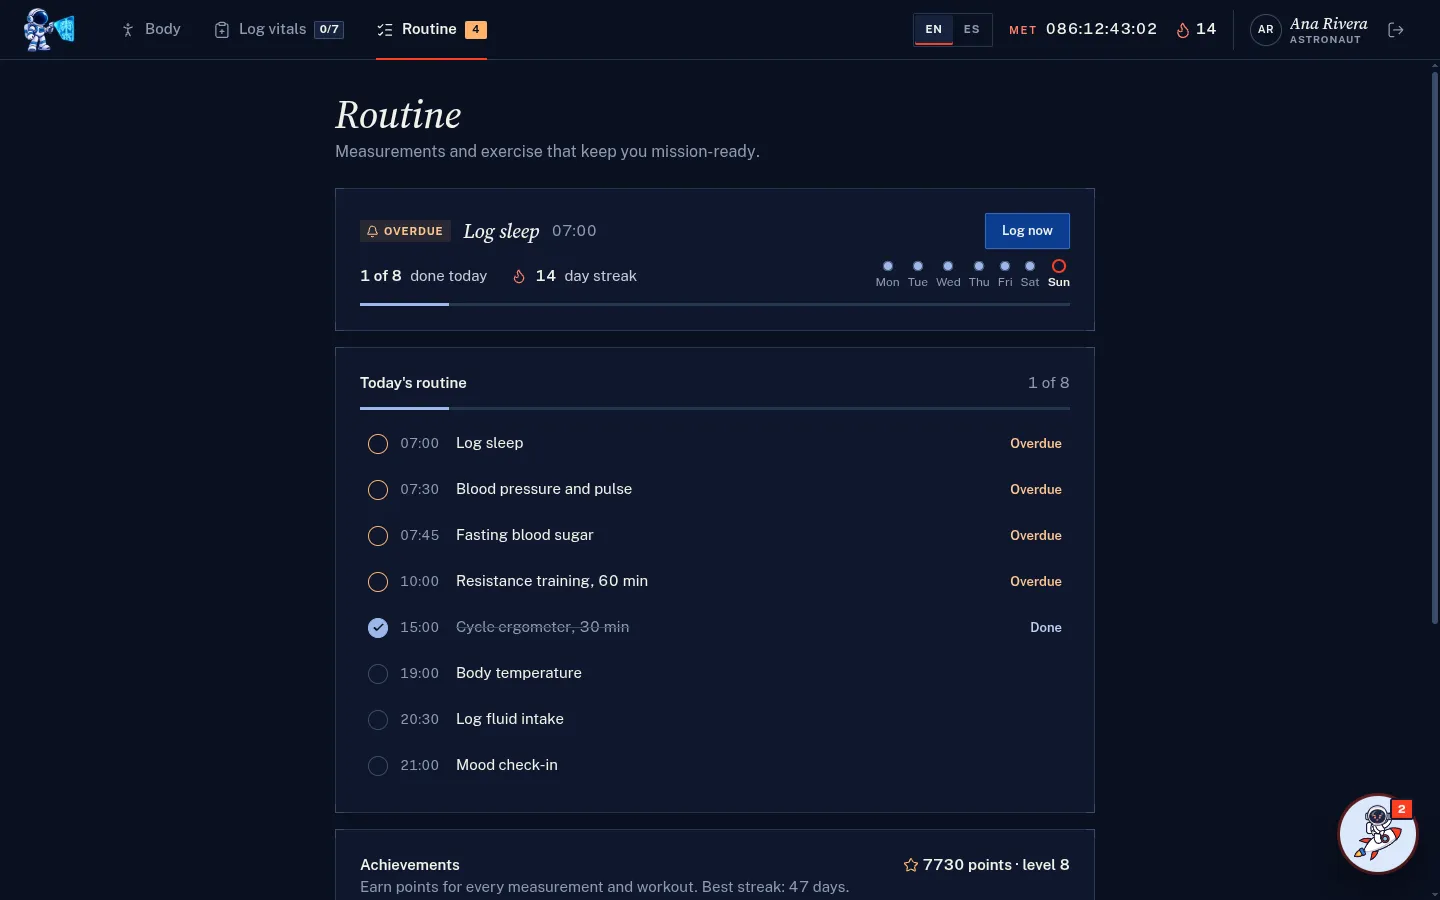 Body
Log vitals 0/7
Routine 4
EN ES
MET 086:12:43:02
14
AR
Ana Rivera
ASTRONAUT
Routine
Measurements and exercise that keep you mission-ready.
OVERDUE Log sleep 07:00
Log now
1 of 8 done today 14 day streak
Mon Tue Wed Thu Fri Sat Sun
Today's routine 1 of 8
07:00 Log sleep Overdue
07:30 Blood pressure and pulse Overdue
07:45 Fasting blood sugar Overdue
10:00 Resistance training, 60 min Overdue
15:00 Cycle ergometer, 30 min Done
19:00 Body temperature
20:30 Log fluid intake
21:00 Mood check-in
2
Achievements 7730 points · level 8
Earn points for every measurement and workout. Best streak: 47 days.